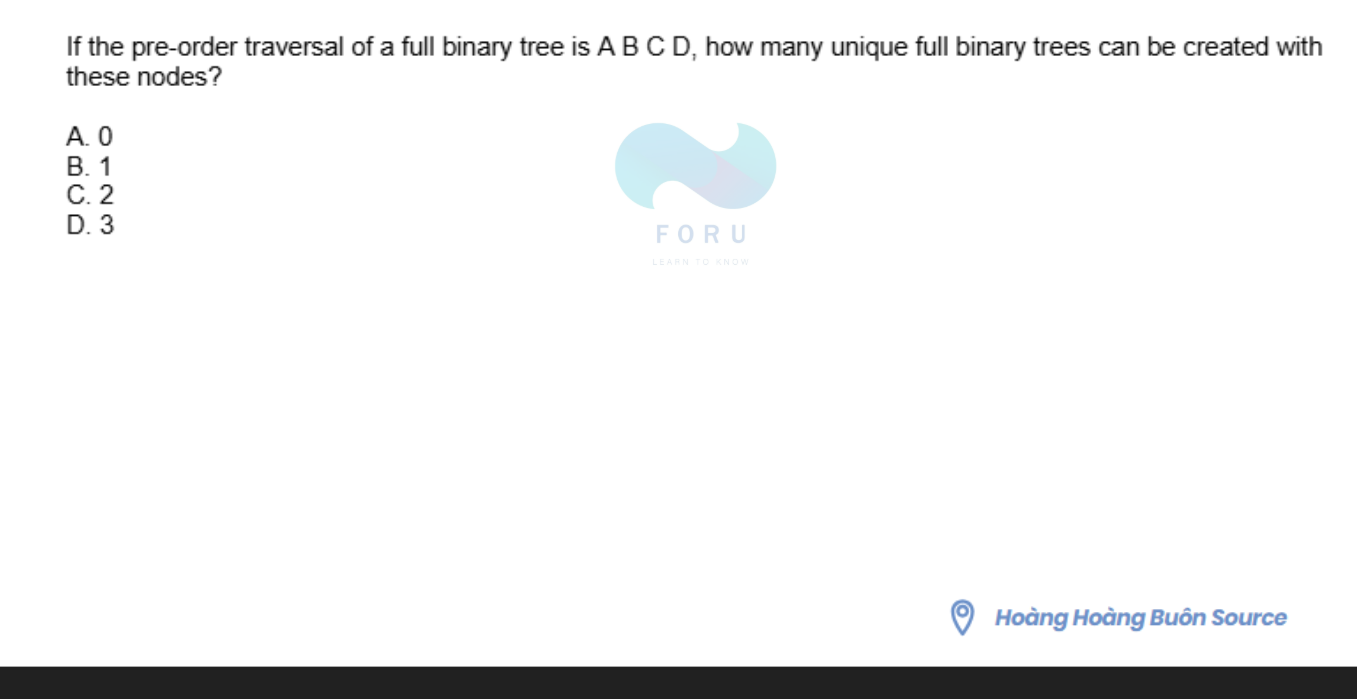 If the pre-order traversal of a full binary tree is A B C D, how many unique full binary trees can be created with
these nodes?
A. 0
B. 1
C. 2
D. 3
FORU
LEARN TO KNOW
Hoàng Hoàng Buôn Source